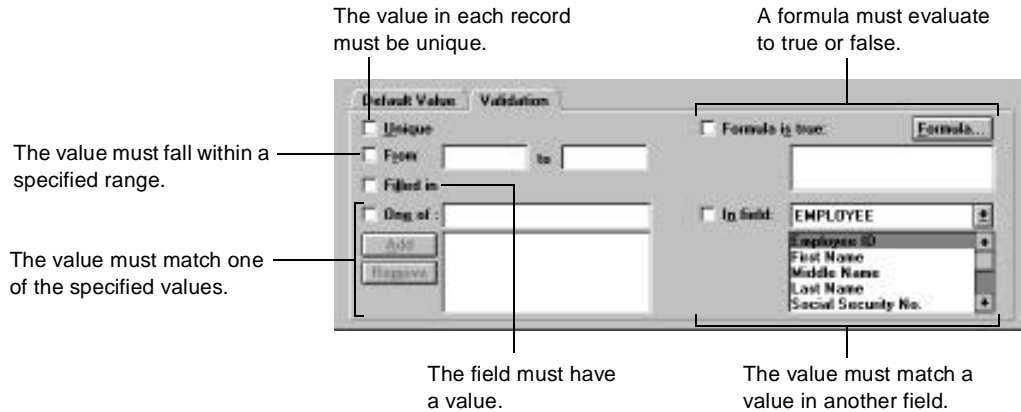 The value in each record
must be unique.
A formula must evaluate
to true or false.
Default Value Validation
Unique
Formula is true: Formula...
The value must fall within a
specified range.
From to
Filled in
One of :
In field: EMPLOYEE
Add
Remove
Employee ID
First Name
Middle Name
Last Name
Social Security No.
The value must match one
of the specified values.
The field must have
a value.
The value must match a
value in another field.